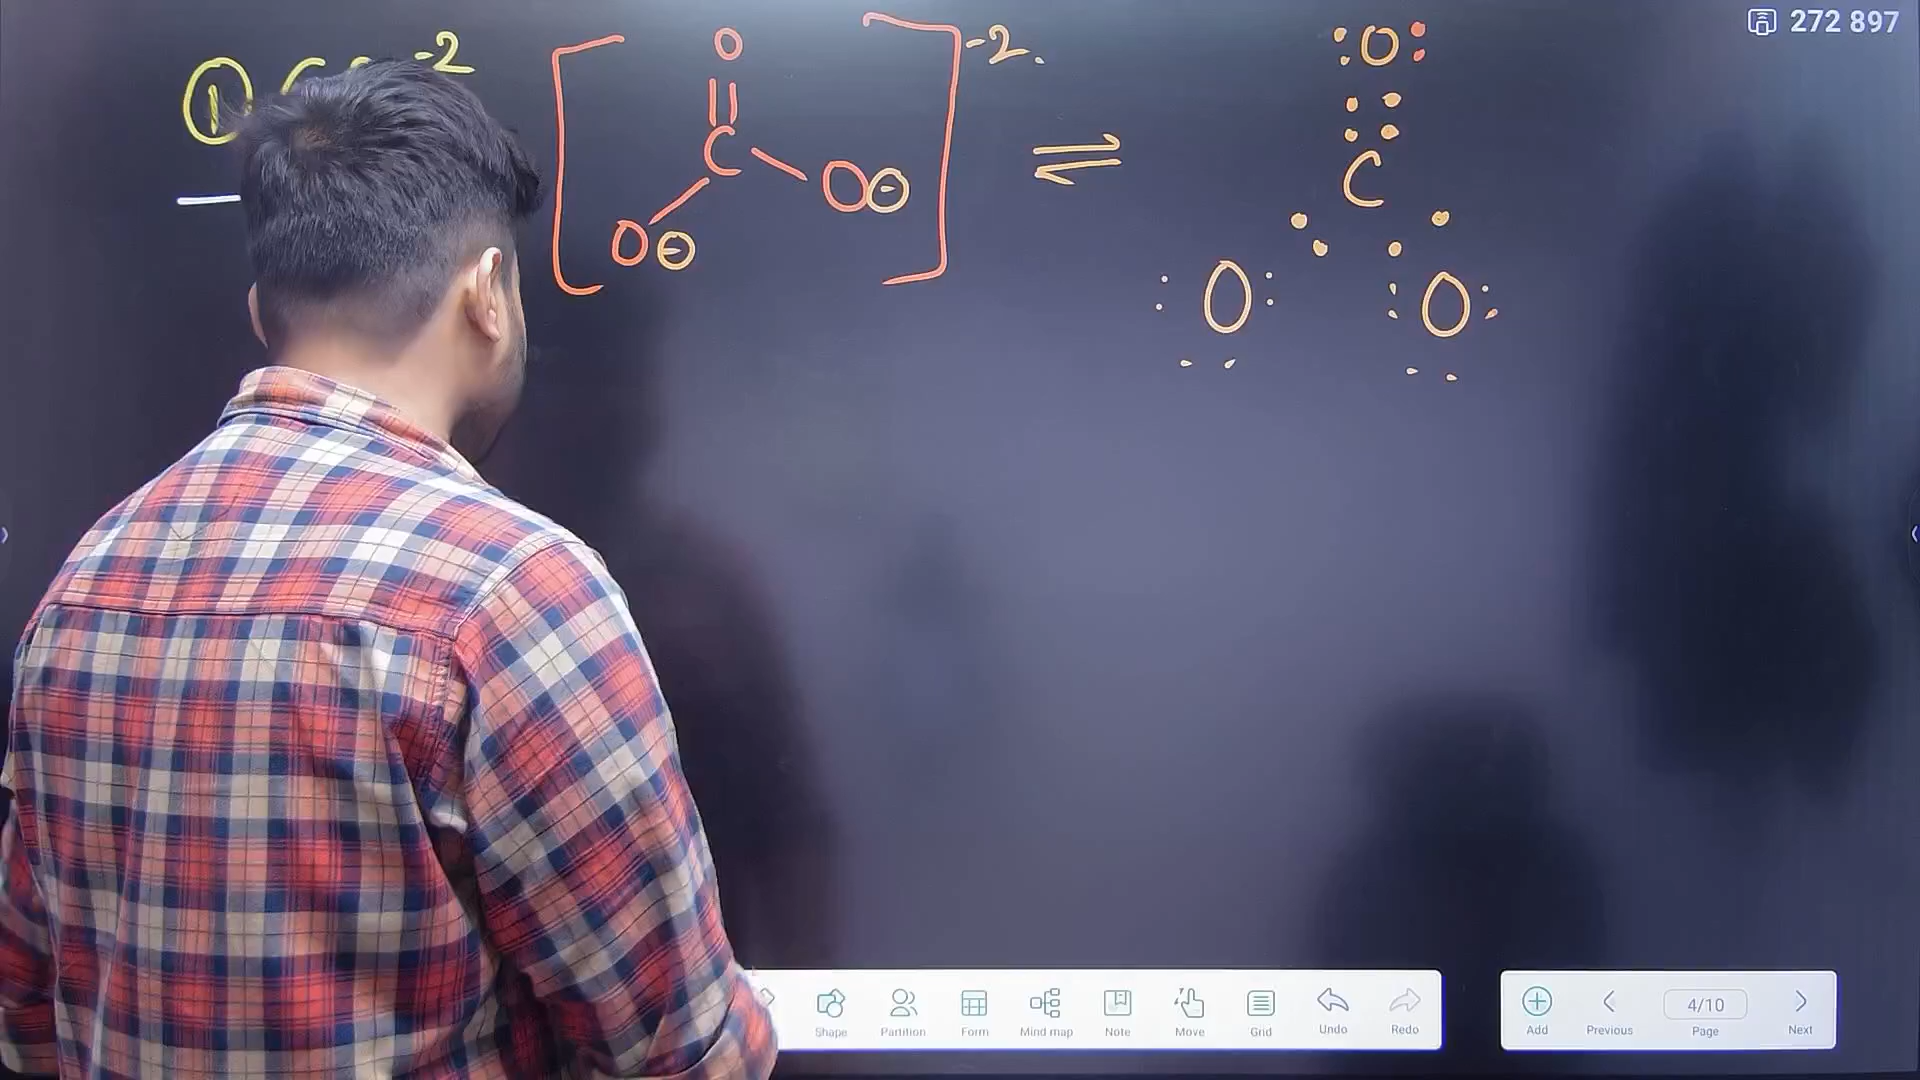 272 897
① -2
O
-2.
O
C
C
O⊖
O⊖
O
O
Shape Partition Form Mind map Note Move Grid Undo Redo
Add Previous 4/10 Page Next